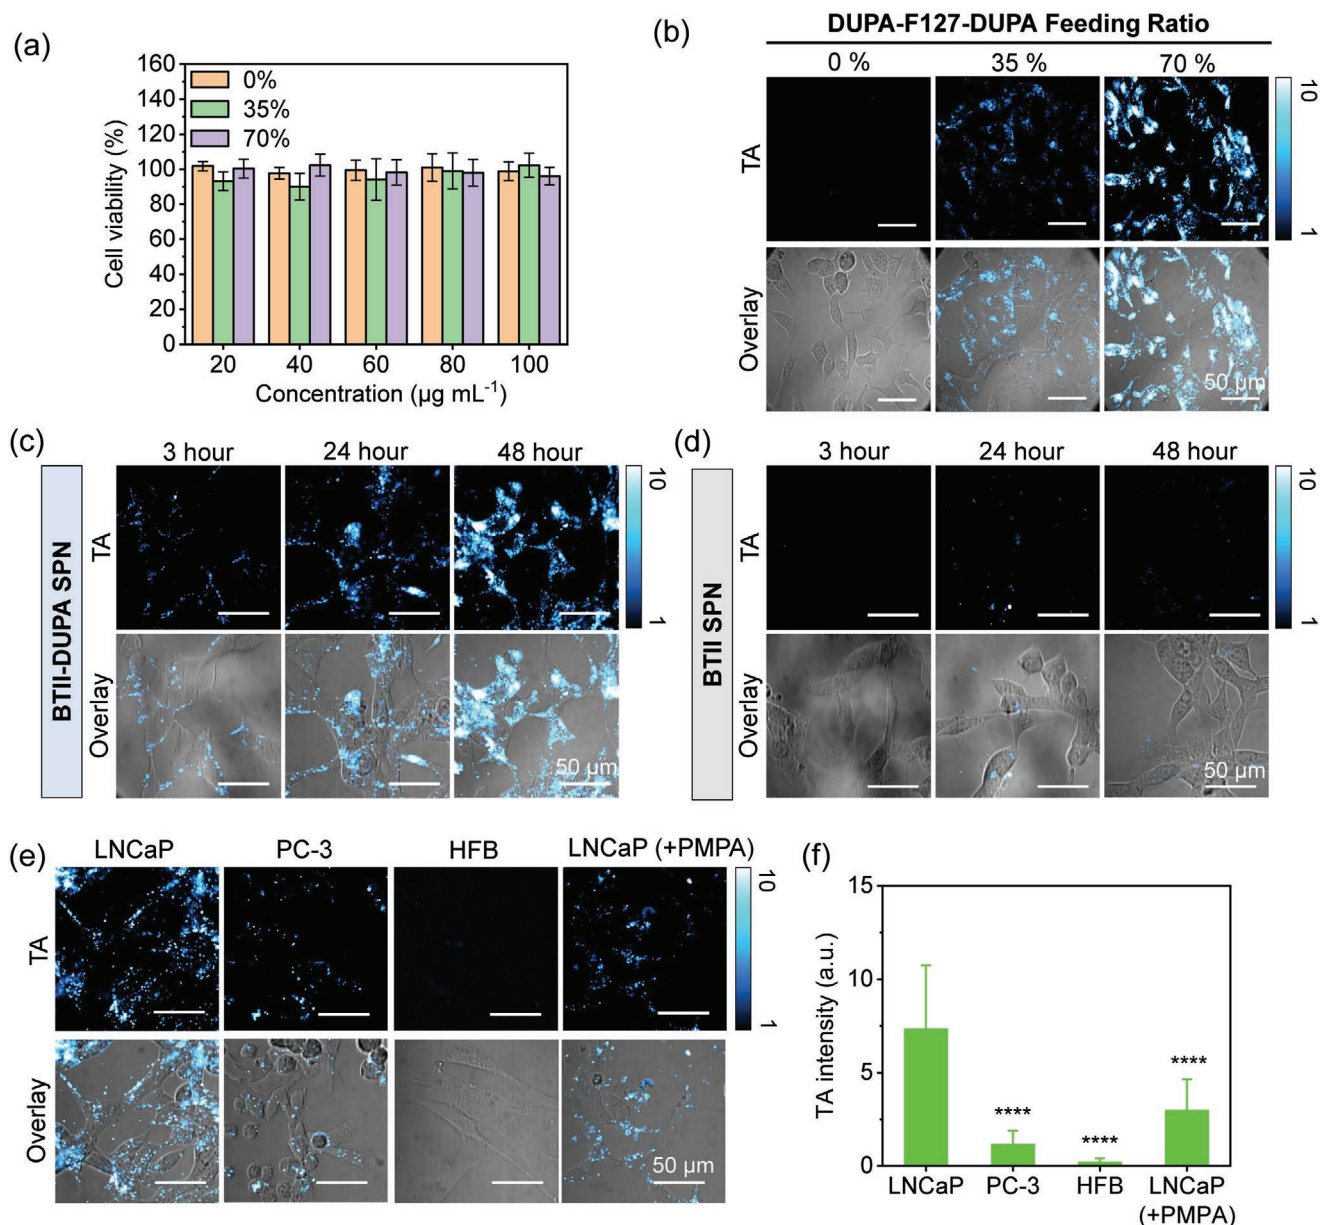 (a)
160
140
120
100
80
60
40
20
0
Cell viability (%)
0%
35%
70%
20 40 60 80 100
Concentration (µg mL⁻¹)
(b)
DUPA-F127-DUPA Feeding Ratio
0 % 35 % 70 %
TA
Overlay
50 µm
10
1
(c)
3 hour 24 hour 48 hour
BTII-DUPA SPN
TA
Overlay
50 µm
10
1
(d)
3 hour 24 hour 48 hour
BTII SPN
TA
Overlay
50 µm
10
1
(e)
LNCaP PC-3 HFB LNCaP (+PMPA)
TA
Overlay
50 µm
10
1
(f)
15
10
5
0
TA intensity (a.u.)
****
****
****
LNCaP PC-3 HFB LNCaP
(+PMPA)